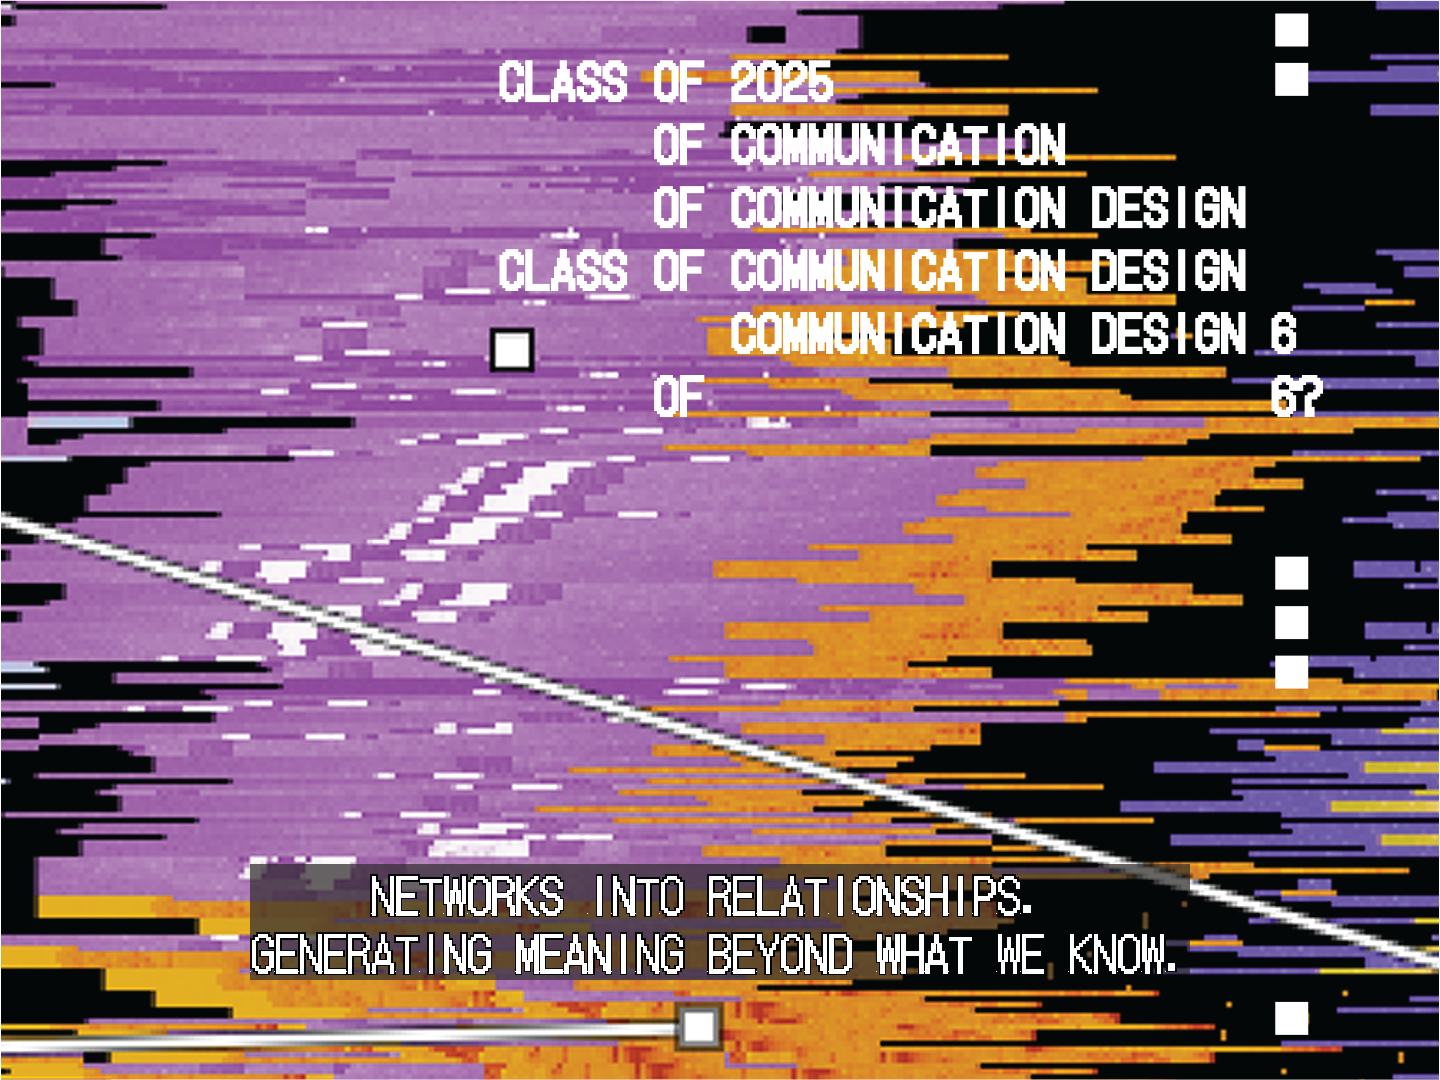 CLASS OF 2025
OF COMMUNICATION
OF COMMUNICATION DESIGN
CLASS OF COMMUNICATION DESIGN
COMMUNICATION DESIGN 6
OF 6?
NETWORKS INTO RELATIONSHIPS.
GENERATING MEANING BEYOND WHAT WE KNOW.